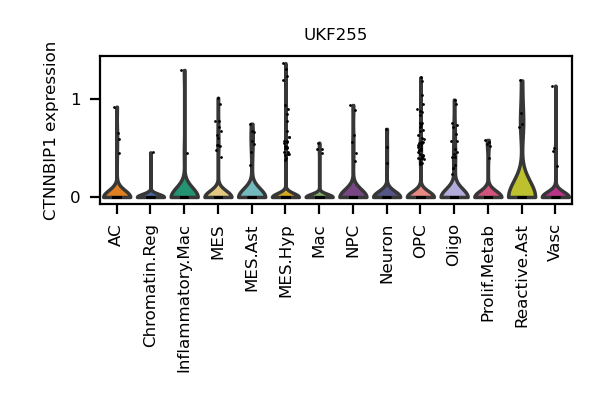 UKF255
CTNNBIP1 expression
1
0
AC
Chromatin.Reg
Inflammatory.Mac
MES
MES.Ast
MES.Hyp
Mac
NPC
Neuron
OPC
Oligo
Prolif.Metab
Reactive.Ast
Vasc